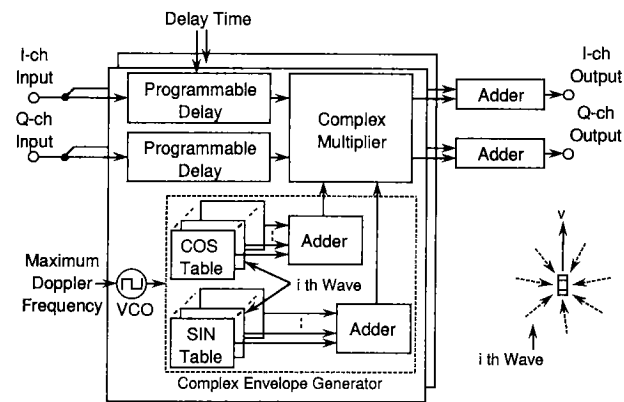 Delay Time
I-ch
Input
Q-ch
Input
Programmable
Delay
Programmable
Delay
Complex
Multiplier
Adder
Adder
I-ch
Output
Q-ch
Output
Maximum
Doppler
Frequency
VCO
COS
Table
Adder
i th Wave
SIN
Table
Adder
Complex Envelope Generator
v
i th Wave